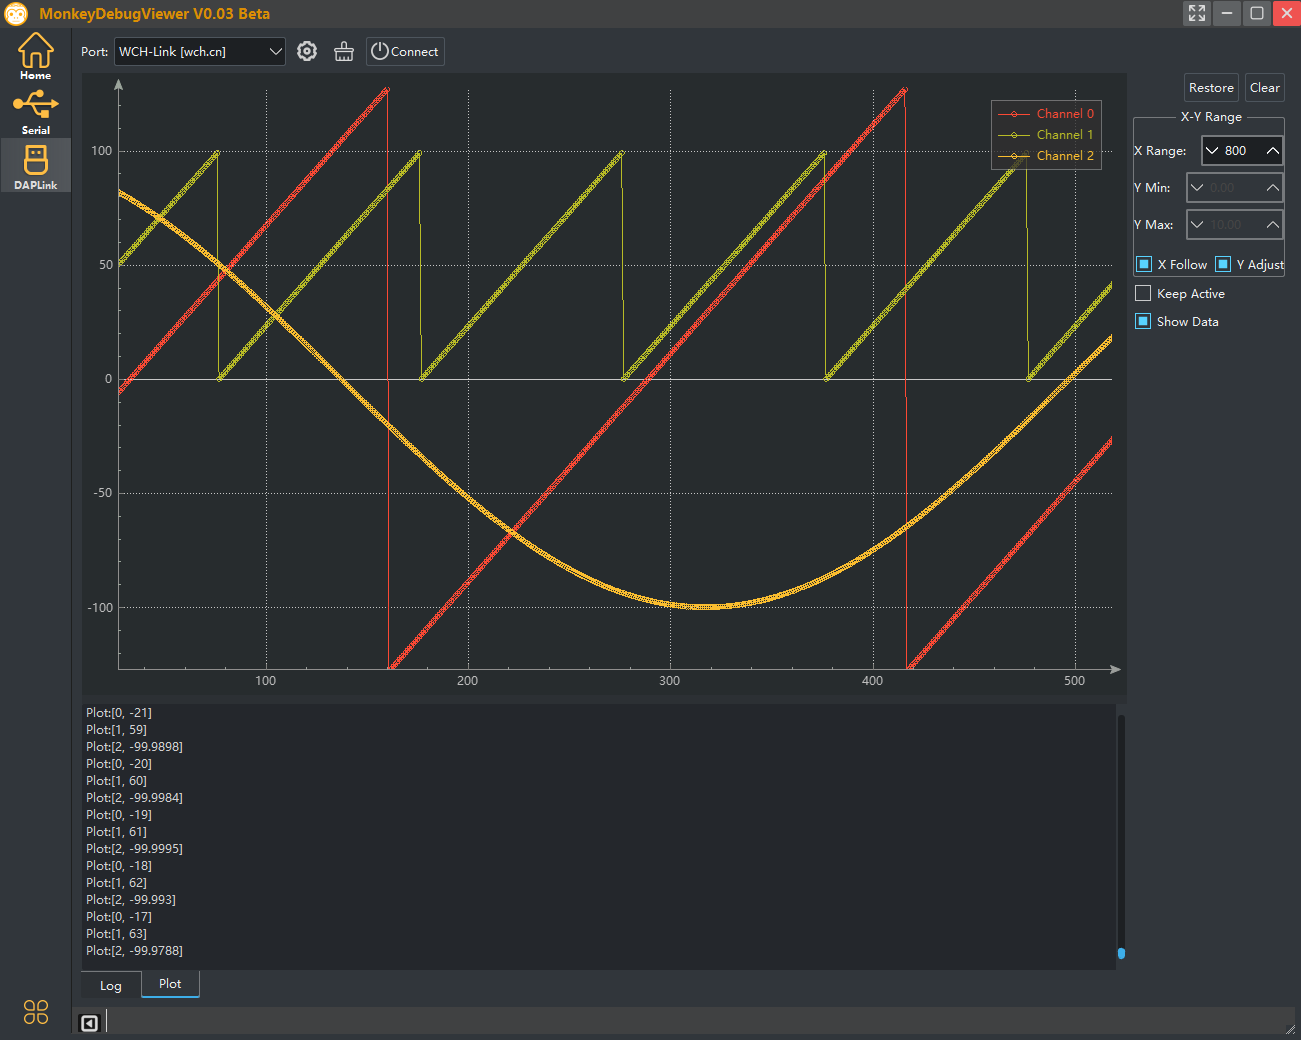 MonkeyDebugViewer V0.03 Beta
Home
Serial
DAPLink
Port: WCH-Link [wch.cn] Connect
Channel 0
Channel 1
Channel 2
100
50
0
-50
-100
100 200 300 400 500
Restore Clear
X-Y Range
X Range: 800
Y Min: 0.00
Y Max: 10.00
X Follow Y Adjust
Keep Active
Show Data
Plot:[0, -21]
Plot:[1, 59]
Plot:[2, -99.9898]
Plot:[0, -20]
Plot:[1, 60]
Plot:[2, -99.9984]
Plot:[0, -19]
Plot:[1, 61]
Plot:[2, -99.9995]
Plot:[0, -18]
Plot:[1, 62]
Plot:[2, -99.993]
Plot:[0, -17]
Plot:[1, 63]
Plot:[2, -99.9788]
Log Plot